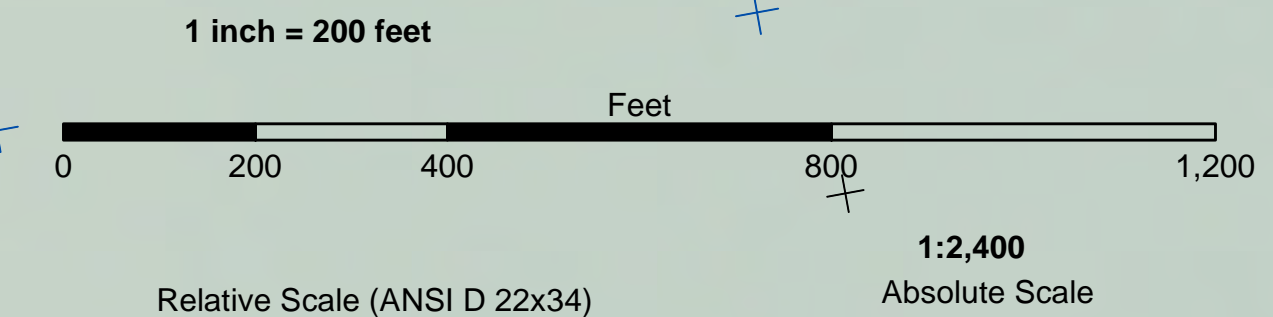 1 inch = 200 feet
Feet
0 200 400 800 1,200
1:2,400
Absolute Scale
Relative Scale (ANSI D 22x34)